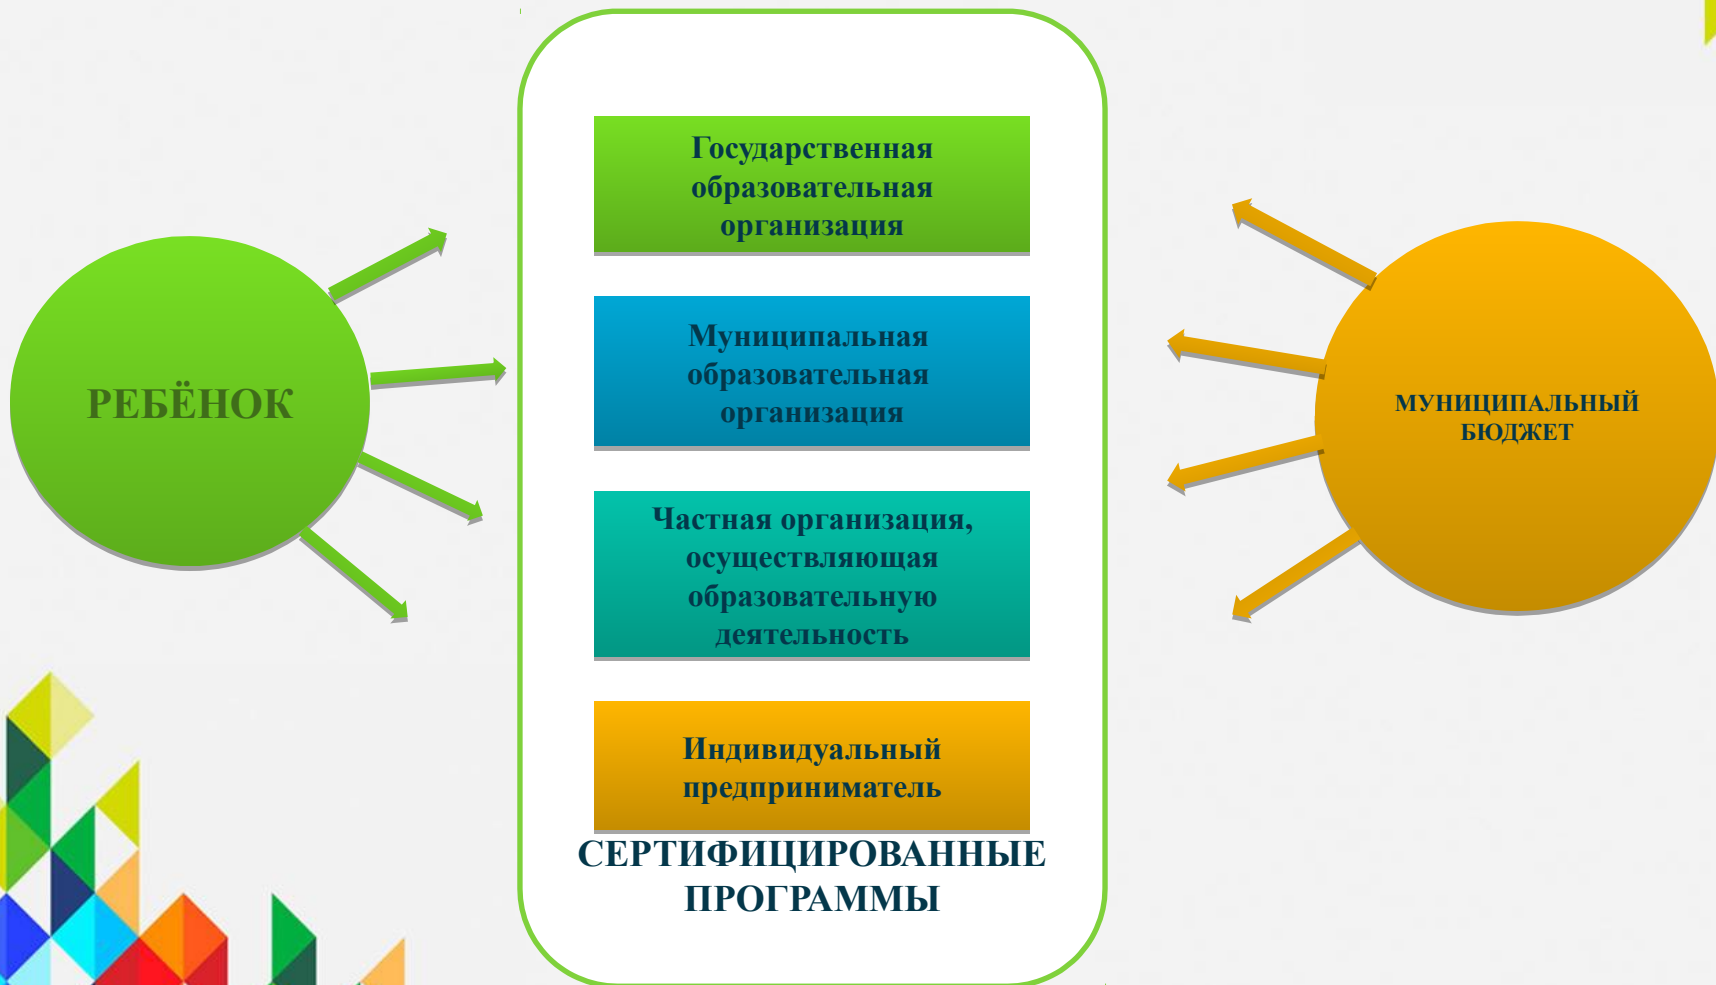 РЕБЁНОК
Государственная
образовательная
организация
Муниципальная
образовательная
организация
Частная организация,
осуществляющая
образовательную
деятельность
Индивидуальный
предприниматель
СЕРТИФИЦИРОВАННЫЕ
ПРОГРАММЫ
МУНИЦИПАЛЬНЫЙ
БЮДЖЕТ